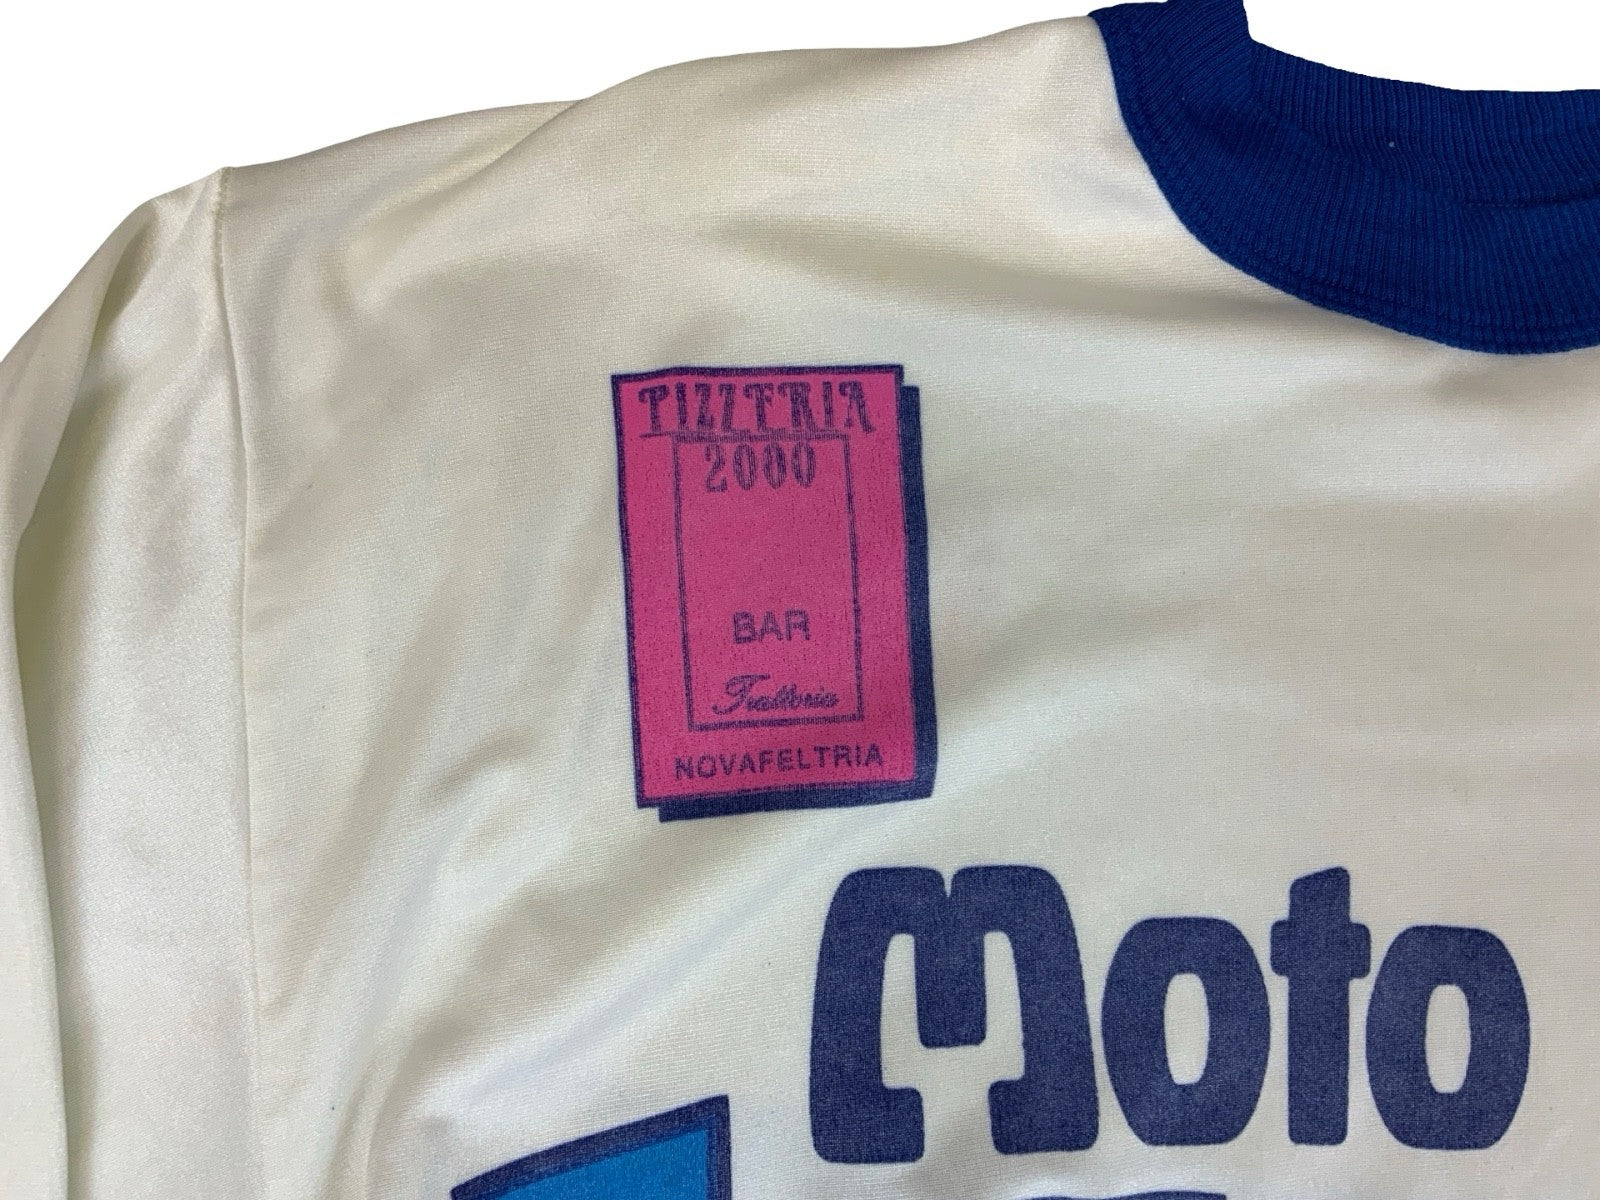 PIZZERIA
2000
BAR
Trattoria
NOVAFELTRIA
Moto